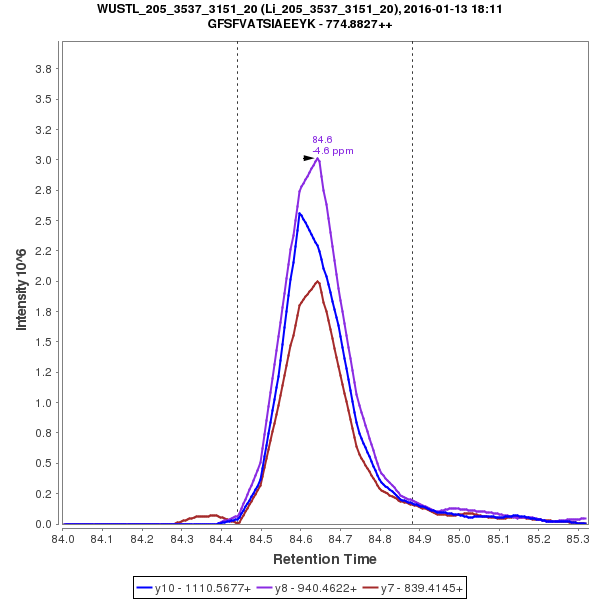 WUSTL_205_3537_3151_20 (Li_205_3537_3151_20), 2016-01-13 18:11
GFSFVATSIAEEYK - 774.8827++
84.6
-4.6 ppm
Intensity 10^6
3.8
3.5
3.2
3.0
2.8
2.5
2.2
2.0
1.8
1.5
1.2
1.0
0.8
0.5
0.2
0.0
84.0 84.1 84.2 84.3 84.4 84.5 84.6 84.7 84.8 84.9 85.0 85.1 85.2 85.3
Retention Time
y10 - 1110.5677+ y8 - 940.4622+ y7 - 839.4145+